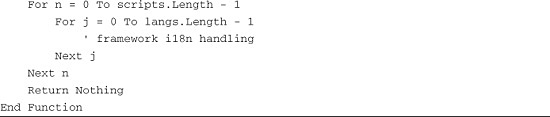 For n = 0 To scripts.Length - 1
For j = 0 To langs.Length - 1
' framework i18n handling
Next j
Next n
Return Nothing
End Function